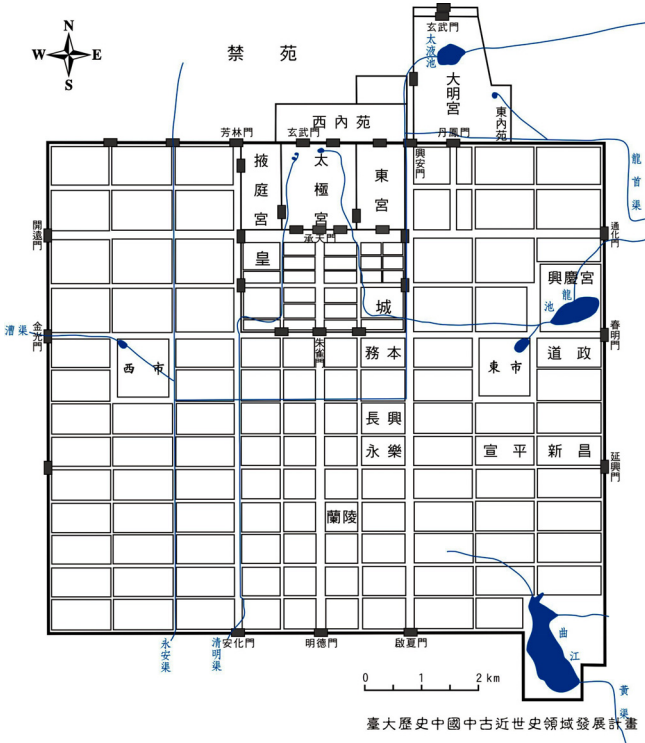 N
W E
S
禁苑
玄武門
太液池
大明宮
東內苑
西內苑
芳林門
玄武門
丹鳳門
興安門
掖庭宮
太極宮
東宮
龍首渠
開遠門
承天門
通化門
皇城
興慶宮
龍池
漕渠
金光門
朱雀門
春明門
務本
道政
西市
東市
長興
永樂
宣平
新昌
延興門
蘭陵
曲江
永安渠
清明渠
安化門
明德門
啟夏門
黃渠
0 1 2 km
臺大歷史中國中古近世史領域發展計畫